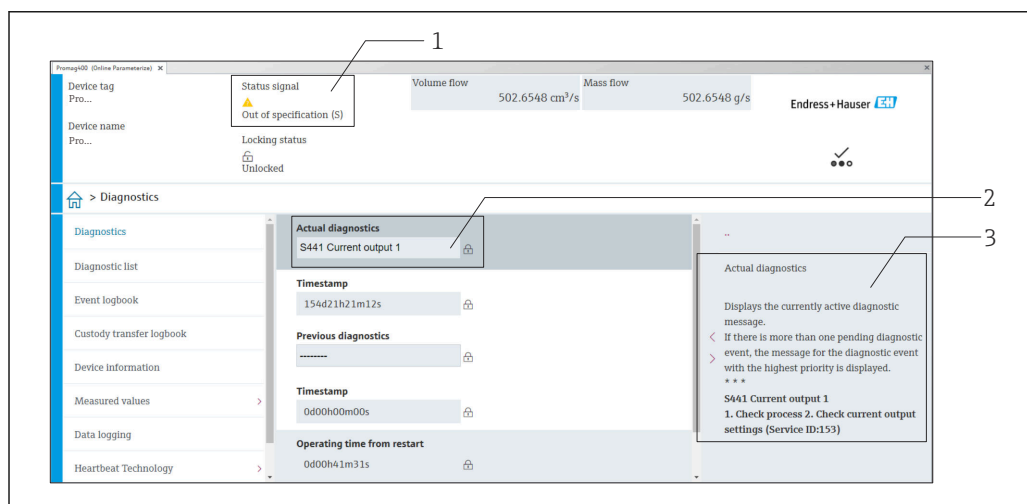 1
Promag400 (Online Parameterize) ×
×
Device tag
Pro...
Device name
Pro...
Status signal
Out of specification (S)
Locking status
Unlocked
Volume flow
502.6548 cm³/s
Mass flow
502.6548 g/s
Endress+Hauser EH
> Diagnostics
2
3
Diagnostics
Diagnostic list
Event logbook
Custody transfer logbook
Device information
Measured values >
Data logging
Heartbeat Technology >
Actual diagnostics
S441 Current output 1
Timestamp
154d21h21m12s
Previous diagnostics
--------
Timestamp
0d00h00m00s
Operating time from restart
0d00h41m31s
..
Actual diagnostics
Displays the currently active diagnostic
message.
If there is more than one pending diagnostic
event, the message for the diagnostic event
with the highest priority is displayed.
* * *
S441 Current output 1
1. Check process 2. Check current output
settings (Service ID:153)